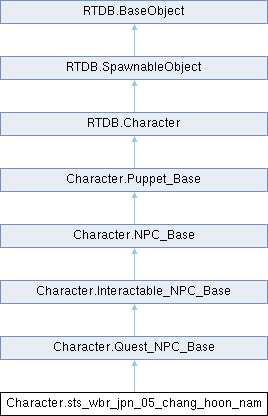 RTDB.BaseObject
RTDB.SpawnableObject
RTDB.Character
Character.Puppet_Base
Character.NPC_Base
Character.Interactable_NPC_Base
Character.Quest_NPC_Base
Character.sts_wbr_jpn_05_chang_hoon_nam